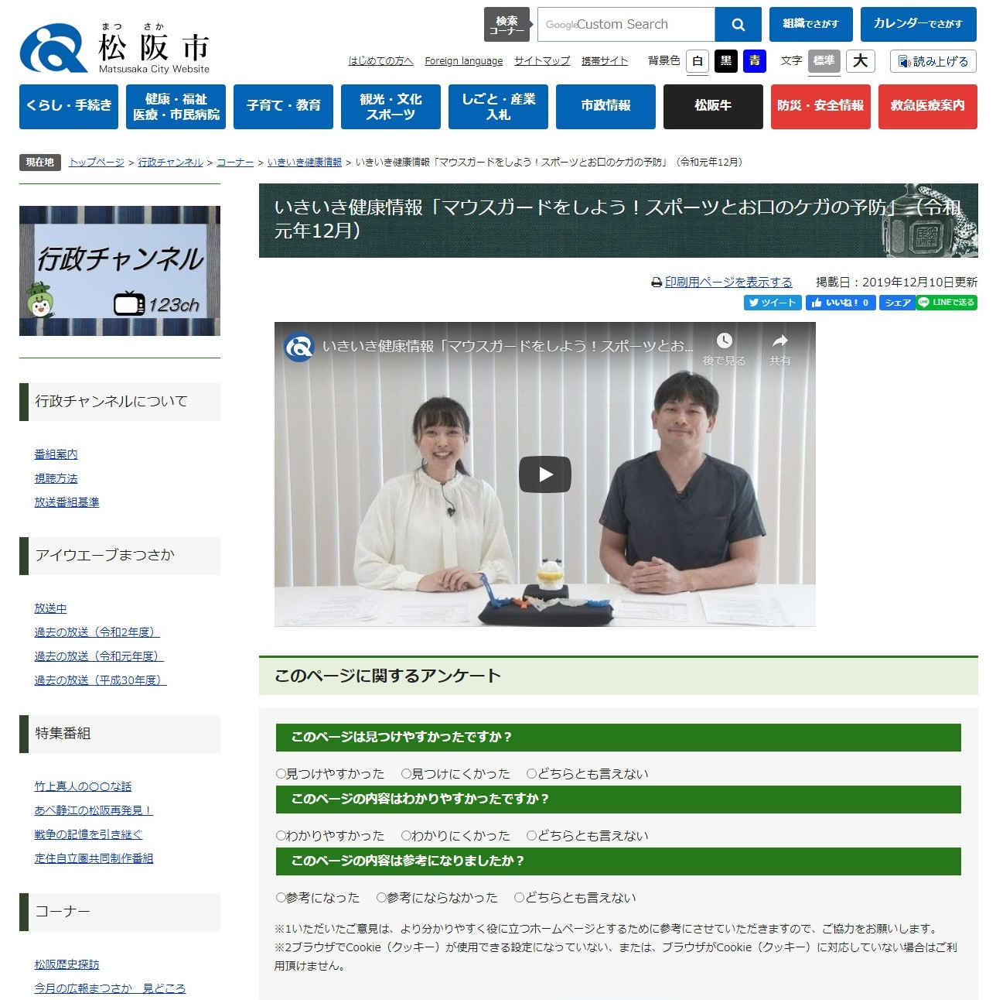 まつ さか
松阪市
Matsusaka City Website
検索
コーナー
Google Custom Search
組織でさがす
カレンダーでさがす
はじめての方へ Foreign language サイトマップ 携帯サイト 背景色 白 黒 青 文字 標準 大 読み上げる
くらし・手続き
健康・福祉
医療・市民病院
子育て・教育
観光・文化
スポーツ
しごと・産業
入札
市政情報
松阪牛
防災・安全情報
救急医療案内
現在地 トップページ > 行政チャンネル > コーナー > いきいき健康情報 > いきいき健康情報「マウスガードをしよう！スポーツとお口のケガの予防」（令和元年12月）
行政チャンネル
123ch
行政チャンネルについて
番組案内
視聴方法
放送番組基準
アイウエーブまつさか
放送中
過去の放送（令和2年度）
過去の放送（令和元年度）
過去の放送（平成30年度）
特集番組
竹上真人の〇〇な話
あべ静江の松阪再発見！
戦争の記憶を引き継ぐ
定住自立圏共同制作番組
コーナー
松阪歴史探訪
今月の広報まつさか　見どころ
いきいき健康情報「マウスガードをしよう！スポーツとお口のケガの予防」（令和
元年12月）
印刷用ページを表示する 掲載日：2019年12月10日更新
ツイート いいね！ 0 シェア LINEで送る
いきいき健康情報「マウスガードをしよう！スポーツとお...
後で見る
共有
このページに関するアンケート
このページは見つけやすかったですか？
見つけやすかった 見つけにくかった どちらとも言えない
このページの内容はわかりやすかったですか？
わかりやすかった わかりにくかった どちらとも言えない
このページの内容は参考になりましたか？
参考になった 参考にならなかった どちらとも言えない
※1いただいたご意見は、より分かりやすく役に立つホームページとするために参考にさせていただきますので、ご協力をお願いします。
※2ブラウザでCookie（クッキー）が使用できる設定になっていない、または、ブラウザがCookie（クッキー）に対応していない場合はご利
用頂けません。